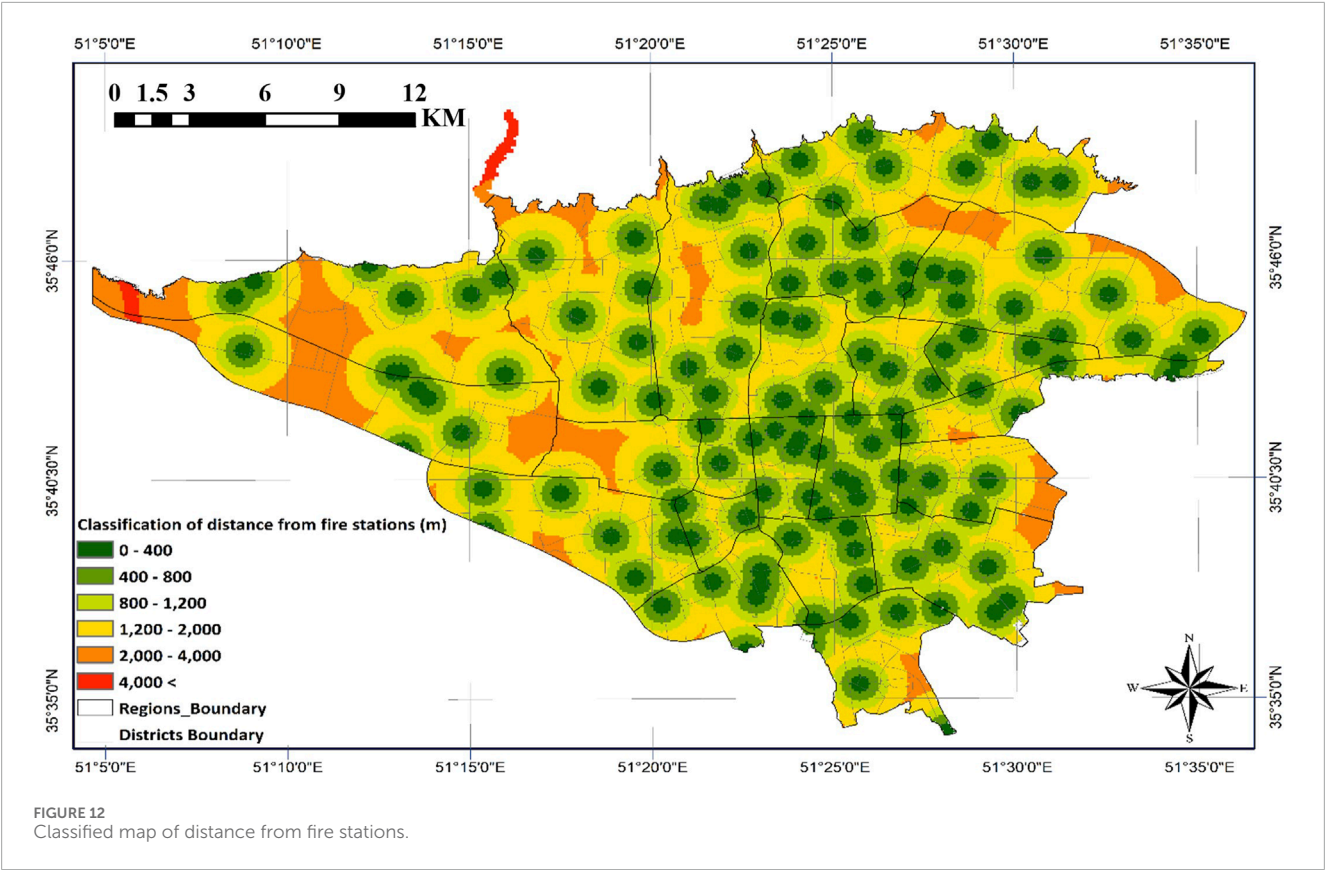 51°5'0"E 51°10'0"E 51°15'0"E 51°20'0"E 51°25'0"E 51°30'0"E 51°35'0"E
0 1.5 3 6 9 12
KM
35°46'0"N 35°46'0"N
35°40'30"N 35°40'30"N
Classification of distance from fire stations (m)
0 - 400
400 - 800
800 - 1,200
1,200 - 2,000
2,000 - 4,000
4,000 <
Regions_Boundary
Districts Boundary
35°35'0"N 35°35'0"N
N
W E
S
51°5'0"E 51°10'0"E 51°15'0"E 51°20'0"E 51°25'0"E 51°30'0"E 51°35'0"E
FIGURE 12
Classified map of distance from fire stations.